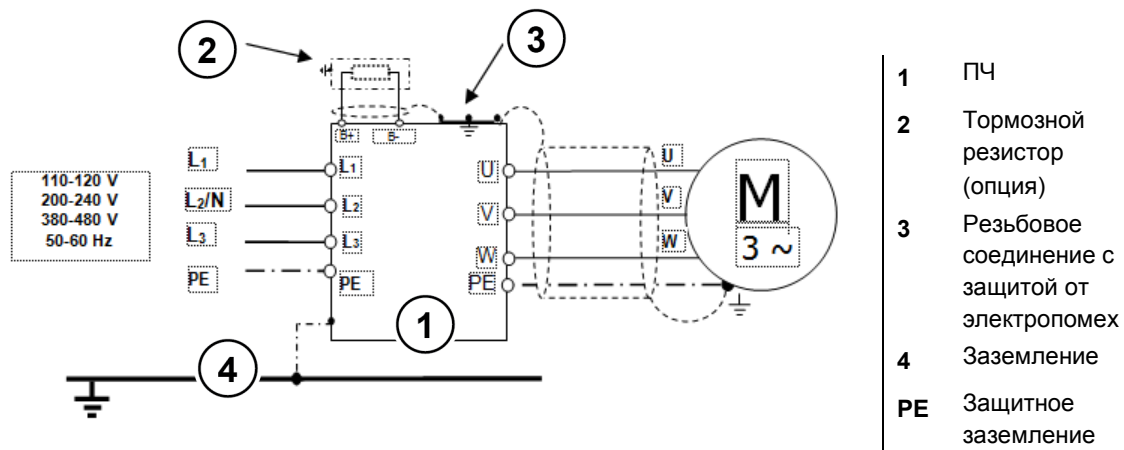 2
3
B+ B-
L1 L1 U U
110-120 V
200-240 V
380-480 V
50-60 Hz
L2/N L2 V V
L3 L3 W W
PE PE PE
M
3 ~
1
4
1 ПЧ
2 Тормозной
резистор
(опция)
3 Резьбовое
соединение с
защитой от
электропомех
4 Заземление
PE Защитное
заземление